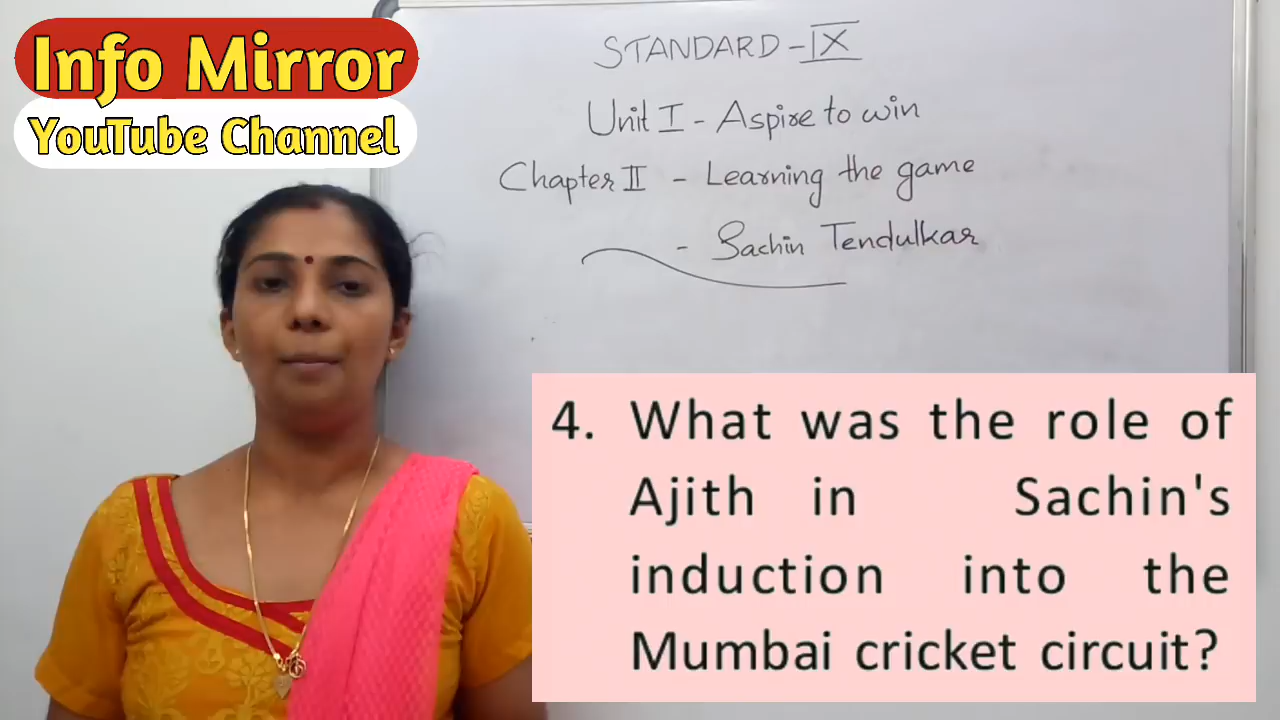 Info Mirror
YouTube Channel
STANDARD - IX
Unit I - Aspire to win
Chapter II - Learning the game
- Sachin Tendulkar
4. What was the role of
Ajith in Sachin's
induction into the
Mumbai cricket circuit?